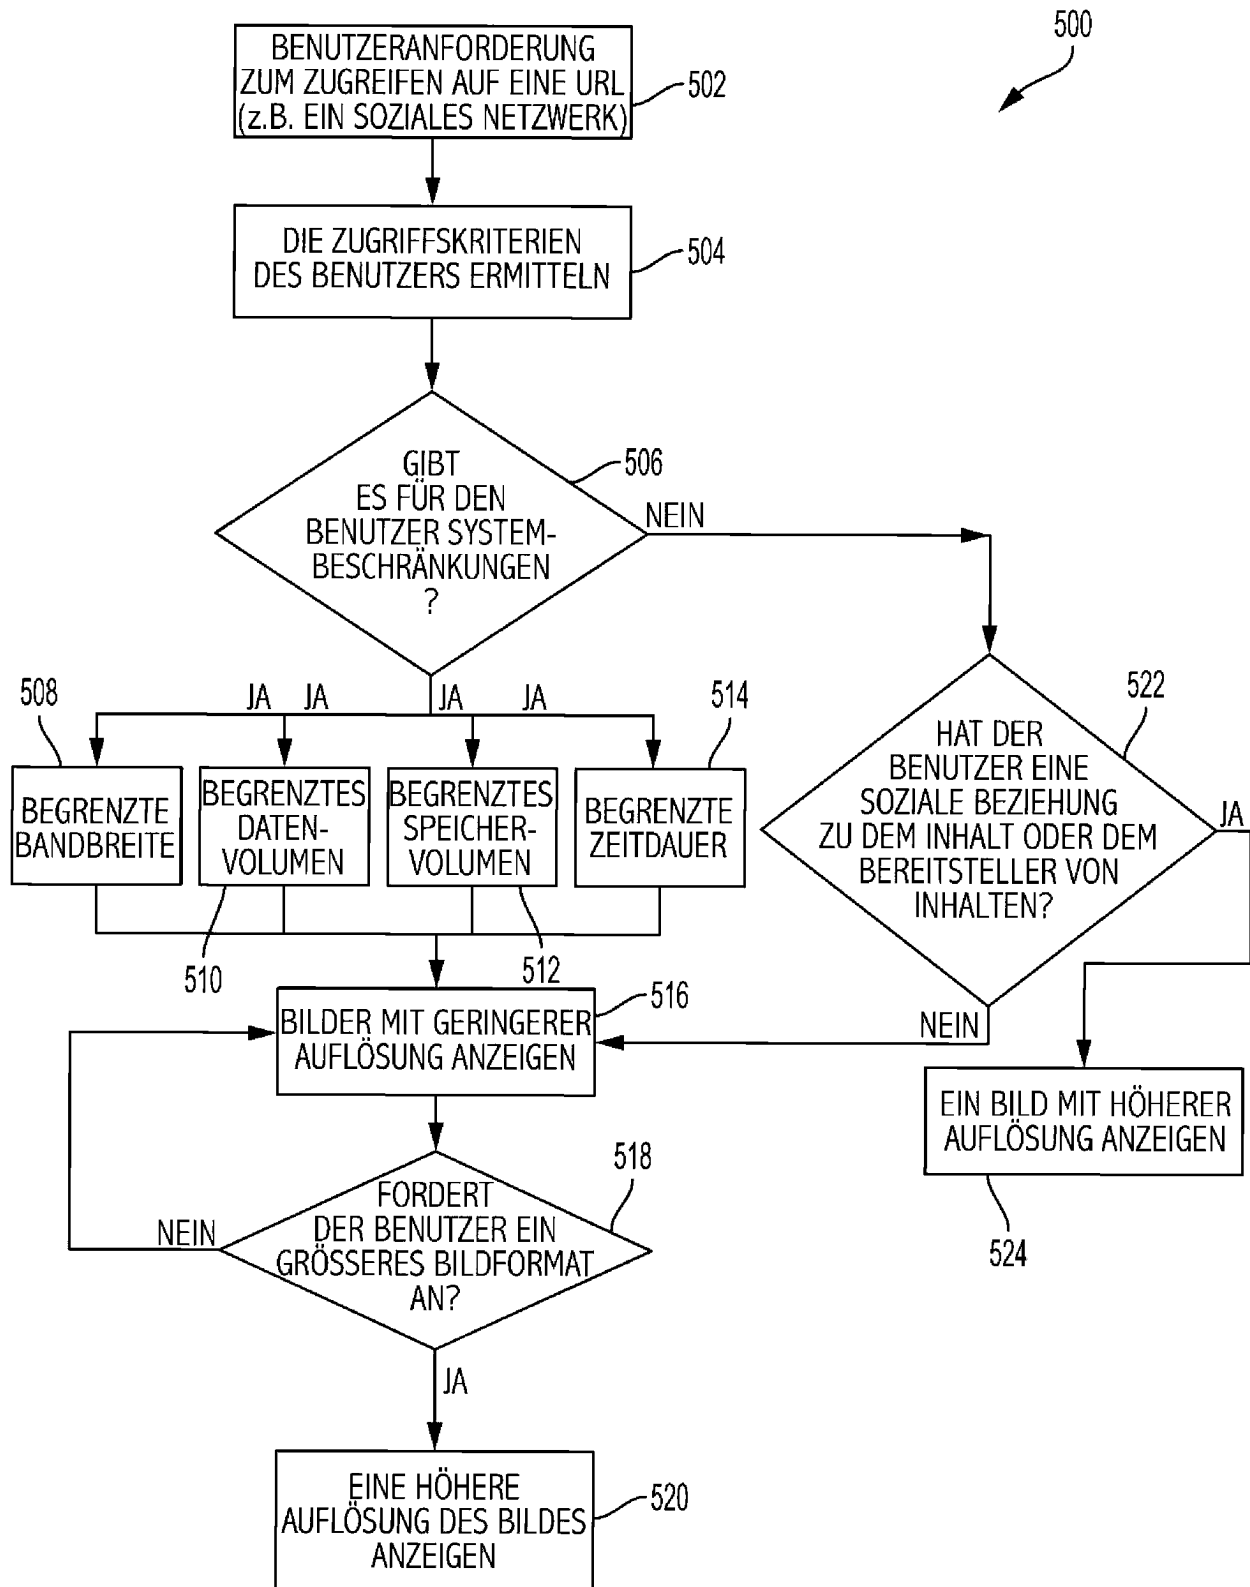 500
BENUTZERANFORDERUNG
ZUM ZUGREIFEN AUF EINE URL
(z.B. EIN SOZIALES NETZWERK)
502
DIE ZUGRIFFSKRITERIEN
DES BENUTZERS ERMITTELN
504
GIBT
ES FÜR DEN
BENUTZER SYSTEM-
BESCHRÄNKUNGEN
?
506
NEIN
JA
JA
JA
JA
508
BEGRENZTE
BANDBREITE
BEGRENZTES
DATEN-
VOLUMEN
510
BEGRENZTES
SPEICHER-
VOLUMEN
512
514
BEGRENZTE
ZEITDAUER
522
HAT DER
BENUTZER EINE
SOZIALE BEZIEHUNG
ZU DEM INHALT ODER DEM
BEREITSTELLER VON
INHALTEN?
JA
NEIN
516
BILDER MIT GERINGERER
AUFLÖSUNG ANZEIGEN
EIN BILD MIT HÖHERER
AUFLÖSUNG ANZEIGEN
524
518
FORDERT
DER BENUTZER EIN
GRÖSSERES BILDFORMAT
AN?
NEIN
JA
EINE HÖHERE
AUFLÖSUNG DES BILDES
ANZEIGEN
520